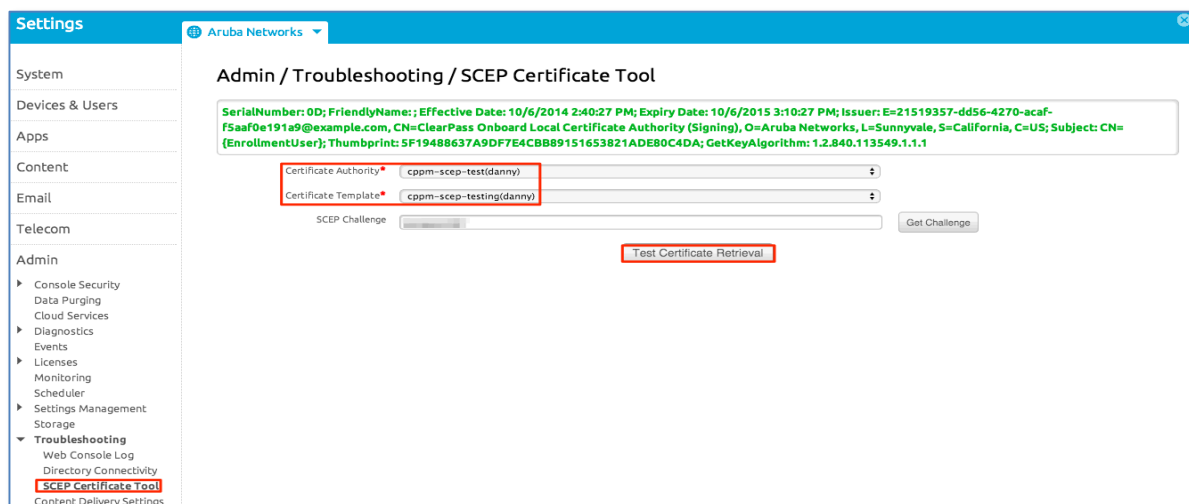 Settings
Aruba Networks
System
Devices & Users
Apps
Content
Email
Telecom
Admin
Console Security
Data Purging
Cloud Services
Diagnostics
Events
Licenses
Monitoring
Scheduler
Settings Management
Storage
Troubleshooting
Web Console Log
Directory Connectivity
SCEP Certificate Tool
Content Delivery Settings
Admin / Troubleshooting / SCEP Certificate Tool
SerialNumber: 0D; FriendlyName: ; Effective Date: 10/6/2014 2:40:27 PM; Expiry Date: 10/6/2015 3:10:27 PM; Issuer: E=21519357-dd56-4270-acaf-
f5aaf0e191a9@example.com, CN=ClearPass Onboard Local Certificate Authority (Signing), O=Aruba Networks, L=Sunnyvale, S=California, C=US; Subject: CN=
{EnrollmentUser}; Thumbprint: 5F19488637A9DF7E4CBB89151653821ADE80C4DA; GetKeyAlgorithm: 1.2.840.113549.1.1.1
Certificate Authority* cppm-scep-test(danny)
Certificate Template* cppm-scep-testing(danny)
SCEP Challenge Get Challenge
Test Certificate Retrieval